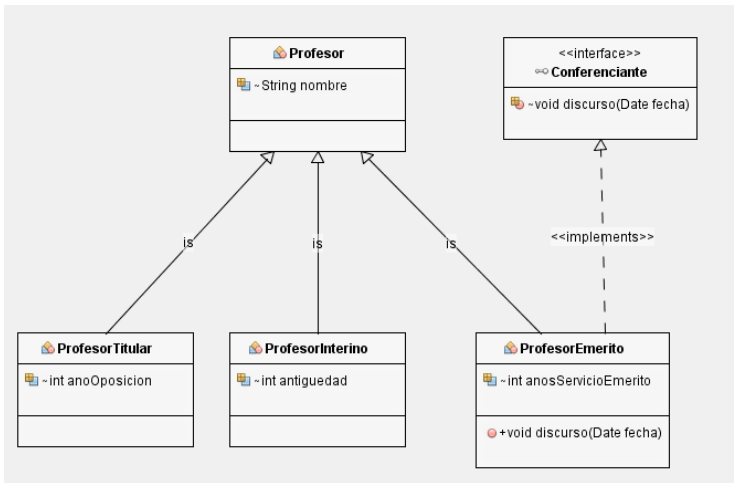 Profesor
~String nombre
<<interface>>
Conferenciante
~void discurso(Date fecha)
is
is
is
<<implements>>
ProfesorTitular
~int anoOposicion
ProfesorInterino
~int antiguedad
ProfesorEmerito
~int anosServicioEmerito
+void discurso(Date fecha)